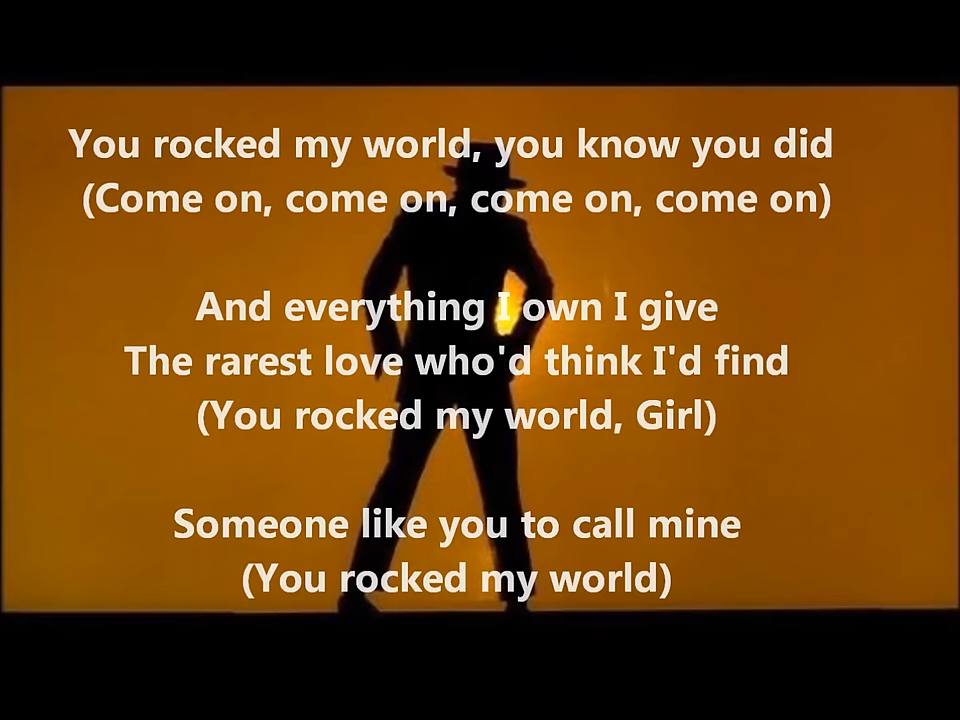 You rocked my world, you know you did
(Come on, come on, come on, come on)
And everything I own I give
The rarest love who'd think I'd find
(You rocked my world, Girl)
Someone like you to call mine
(You rocked my world)